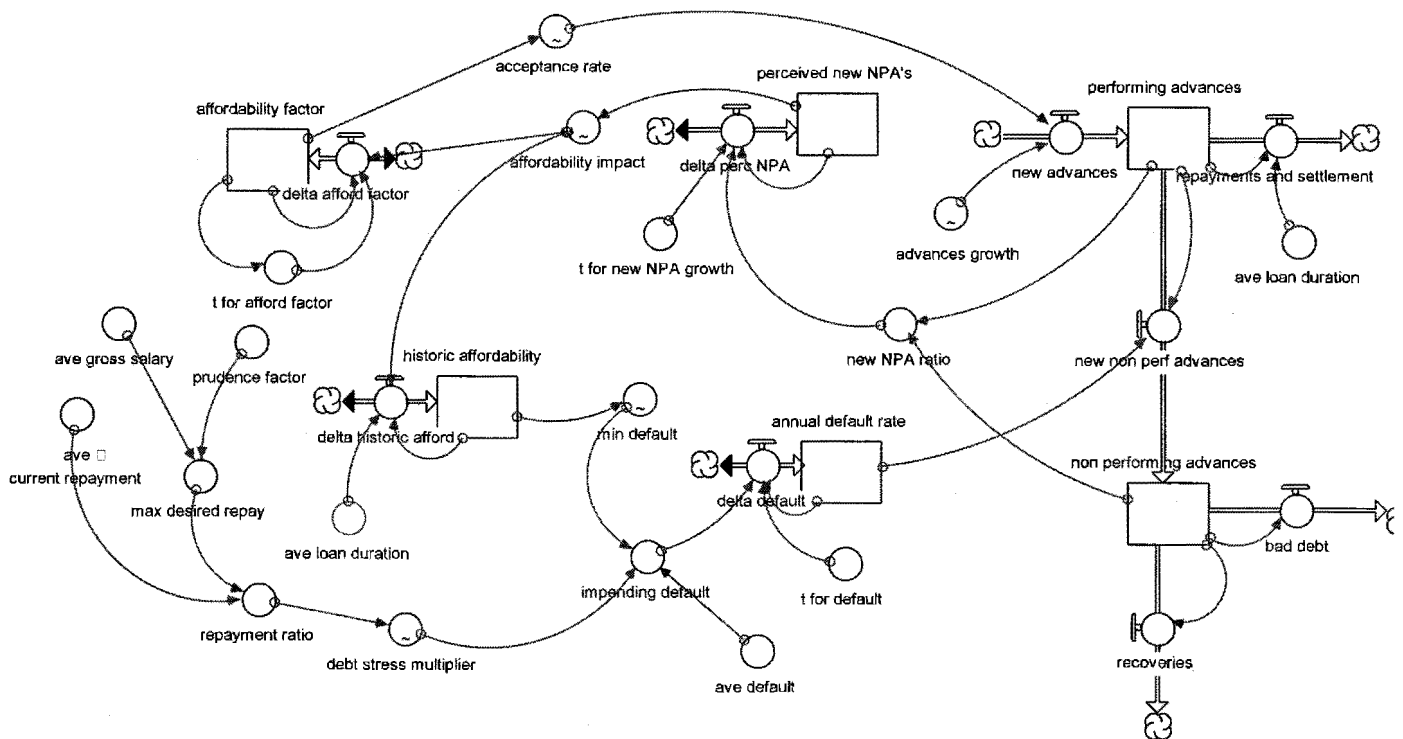 acceptance rate
perceived new NPA's
performing advances
affordability factor
affordability impact
delta perc NPA
new advances
repayments and settlement
delta afford factor
t for new NPA growth
advances growth
ave loan duration
t for afford factor
ave gross salary
prudence factor
historic affordability
new NPA ratio
new non perf advances
ave
current repayment
max desired repay
delta historic afford
min default
annual default rate
delta default
non performing advances
ave loan duration
impending default
t for default
bad debt
repayment ratio
debt stress multiplier
ave default
recoveries